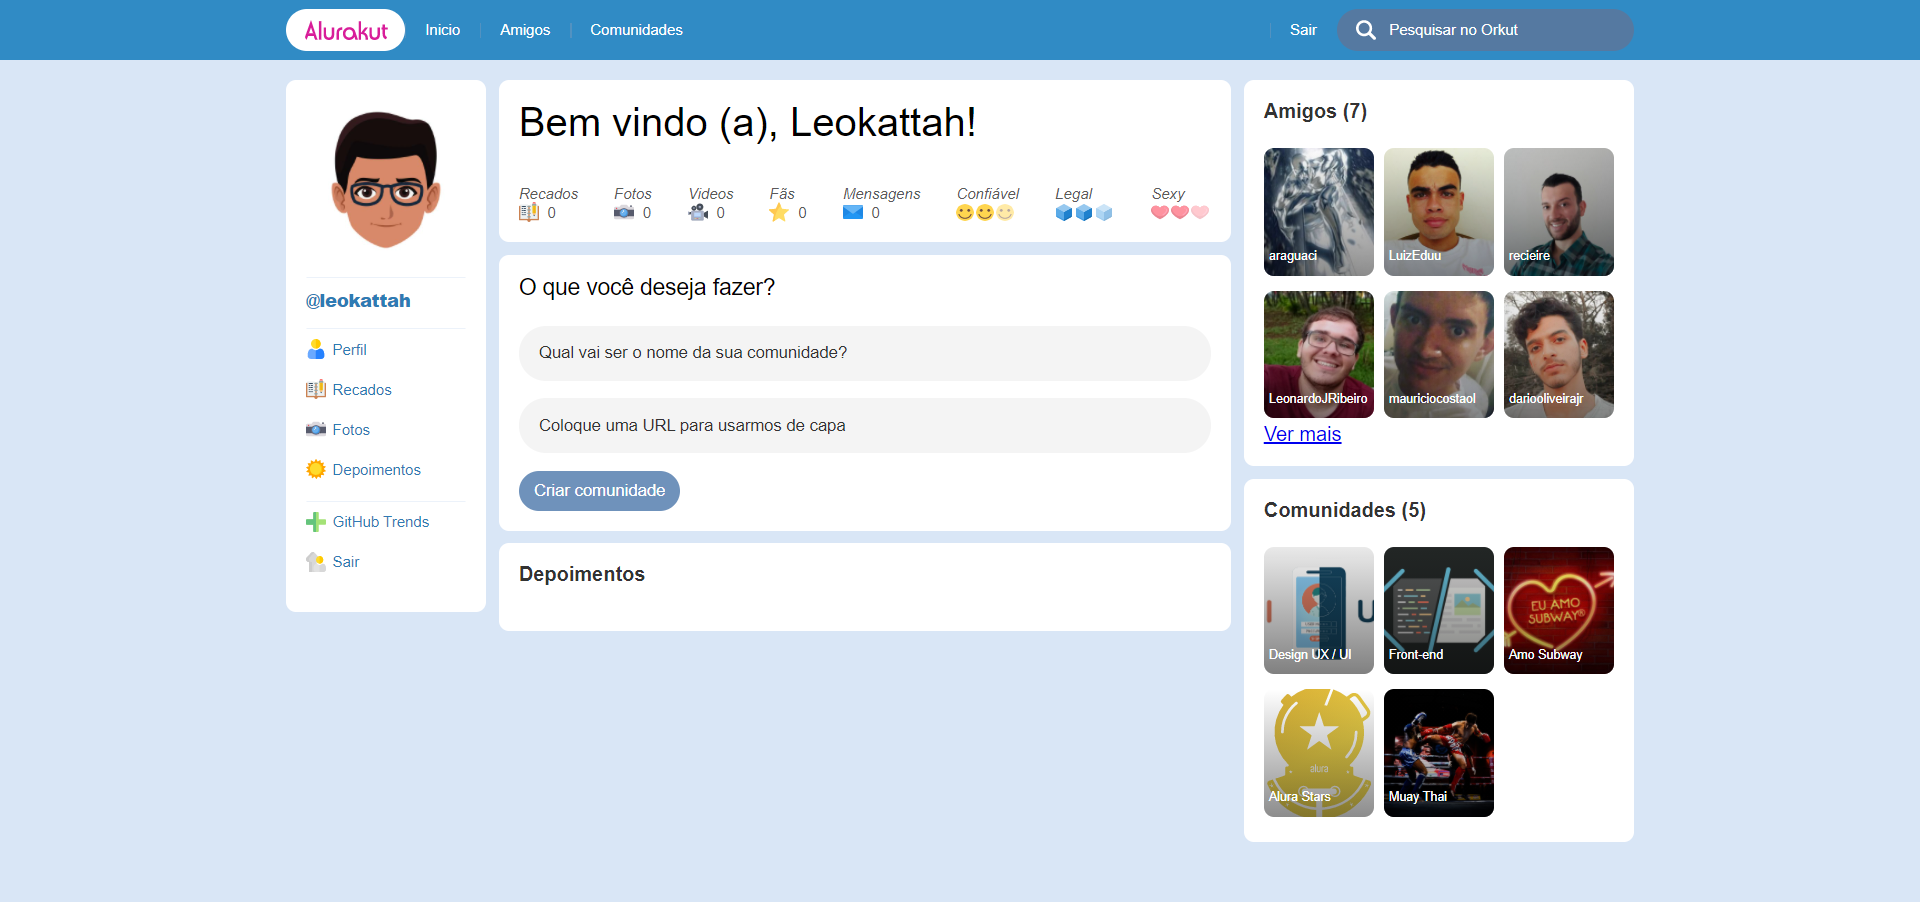 Alurakut
Inicio
Amigos
Comunidades
Sair
Pesquisar no Orkut
@leokattah
Perfil
Recados
Fotos
Depoimentos
GitHub Trends
Sair
Bem vindo (a), Leokattah!
Recados
Fotos
Videos
Fãs
Mensagens
Confiável
Legal
Sexy
0
0
0
0
0
O que você deseja fazer?
Qual vai ser o nome da sua comunidade?
Coloque uma URL para usarmos de capa
Criar comunidade
Depoimentos
Amigos (7)
araguaci
LuizEduu
recieire
LeonardoJRibeiro
mauriciocostaol
dariooliveirajr
Ver mais
Comunidades (5)
Design UX / UI
Front-end
EU AMO
SUBWAY®
Amo Subway
alura
Alura Stars
Muay Thai